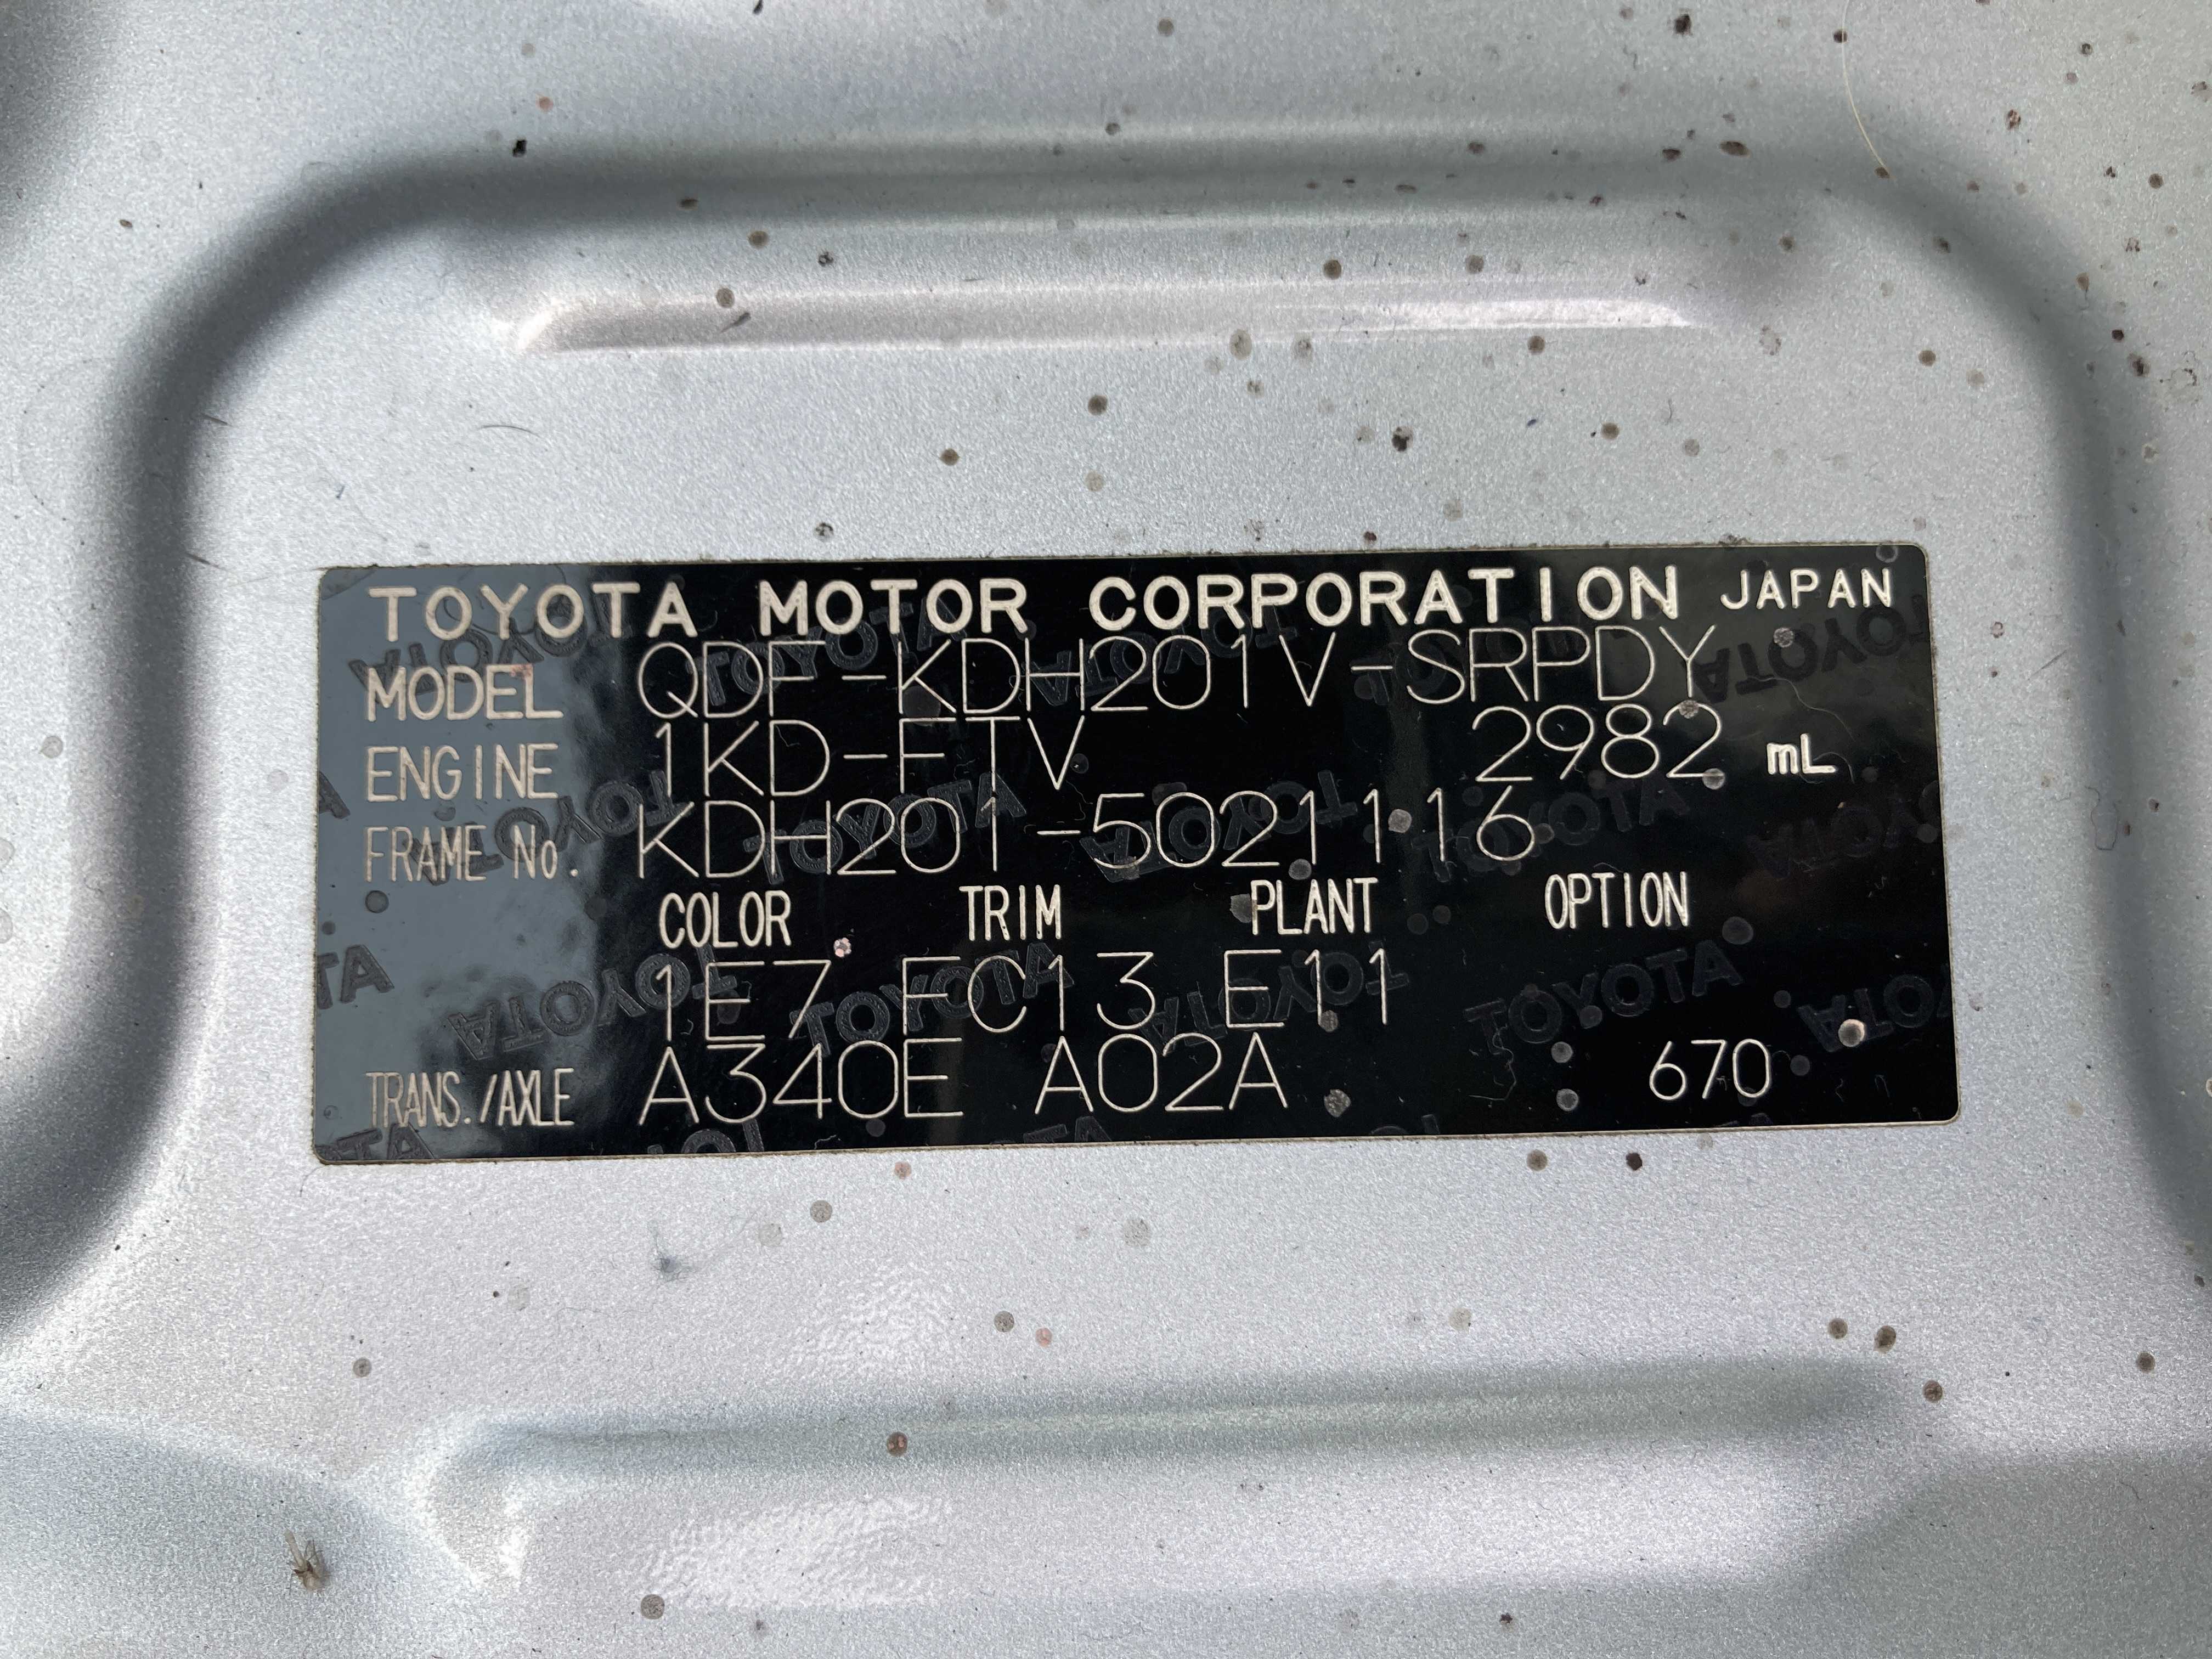 TOYOTA MOTOR CORPORATION JAPAN
MODEL QDF-KDH201V-SRPDY
ENGINE 1KD-FTV 2982 mL
FRAME No. KDH201-5021116
COLOR TRIM PLANT OPTION
1E7 FC13 E11
TRANS./AXLE A340E A02A 670